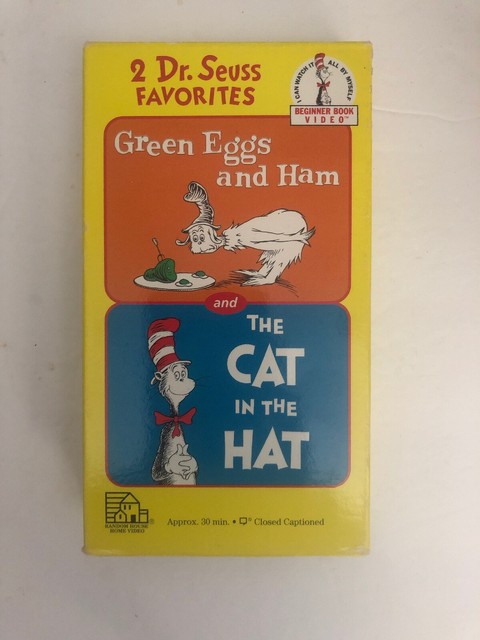 2 Dr. Seuss
FAVORITES
I CAN WATCH IT ALL BY MYSELF
BEGINNER BOOK
VIDEO™
Green Eggs
and Ham
and
THE
CAT
IN THE
HAT
RANDOM HOUSE
HOME VIDEO
®
Approx. 30 min. • ® Closed Captioned